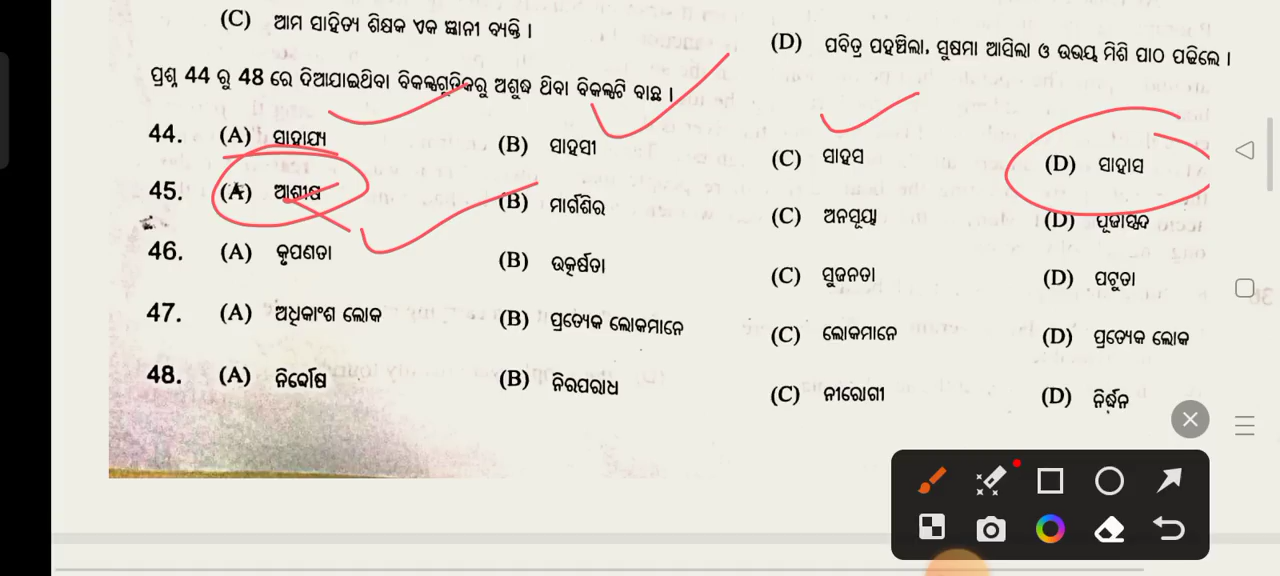 (C) ଆମ ସାହିତ୍ୟ ଶିକ୍ଷକ ଏକ ଜ୍ଞାନୀ ବ୍ୟକ୍ତି ।
(D) ପବିତ୍ର ପହଞ୍ଚିଲା, ସୁଷମା ଆସିଲା ଓ ଉଭୟ ମିଶି ପାଠ ପଢିଲେ ।
ପ୍ରଶ୍ନ 44 ରୁ 48 ରେ ଦିଆଯାଇଥିବା ବିକଳ୍ପଗୁଡିକରୁ ଅଶୁଦ୍ଧ ଥିବା ବିକଳ୍ପଟି ବାଛ ।
44. (A) ସାହାଯ୍ୟ (B) ସାହସୀ (C) ସାହସ (D) ସାହାସ
45. (A) ଆଶୀଷ (B) ମାର୍ଗଶିର (C) ଅନସୂୟା (D) ପୂଜାସ୍ପଦ
46. (A) କୃପଣତା (B) ଉତ୍କର୍ଷତା (C) ସୁଜନତା (D) ପଟୁତା
47. (A) ଅଧିକାଂଶ ଲୋକ (B) ପ୍ରତ୍ୟେକ ଲୋକମାନେ (C) ଲୋକମାନେ (D) ପ୍ରତ୍ୟେକ ଲୋକ
48. (A) ନିର୍ଦ୍ଦୋଷ (B) ନିରପରାଧ (C) ନୀରୋଗୀ (D) ନିର୍ଦ୍ଧନ